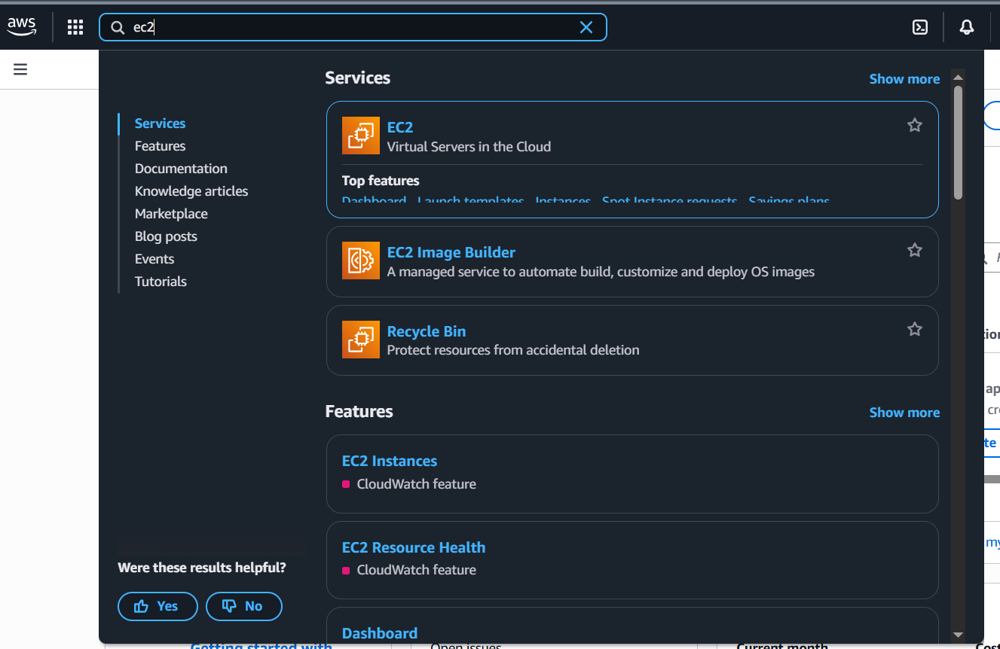 aws
ec2
Services
Show more
Services
Features
Documentation
Knowledge articles
Marketplace
Blog posts
Events
Tutorials
EC2
Virtual Servers in the Cloud
Top features
Dashboard Launch templates Instances Spot Instance requests Savings plans
EC2 Image Builder
A managed service to automate build, customize and deploy OS images
Recycle Bin
Protect resources from accidental deletion
Features
Show more
EC2 Instances
CloudWatch feature
EC2 Resource Health
CloudWatch feature
Dashboard
Were these results helpful?
Yes
No
Getting started with
Open issues
Current month